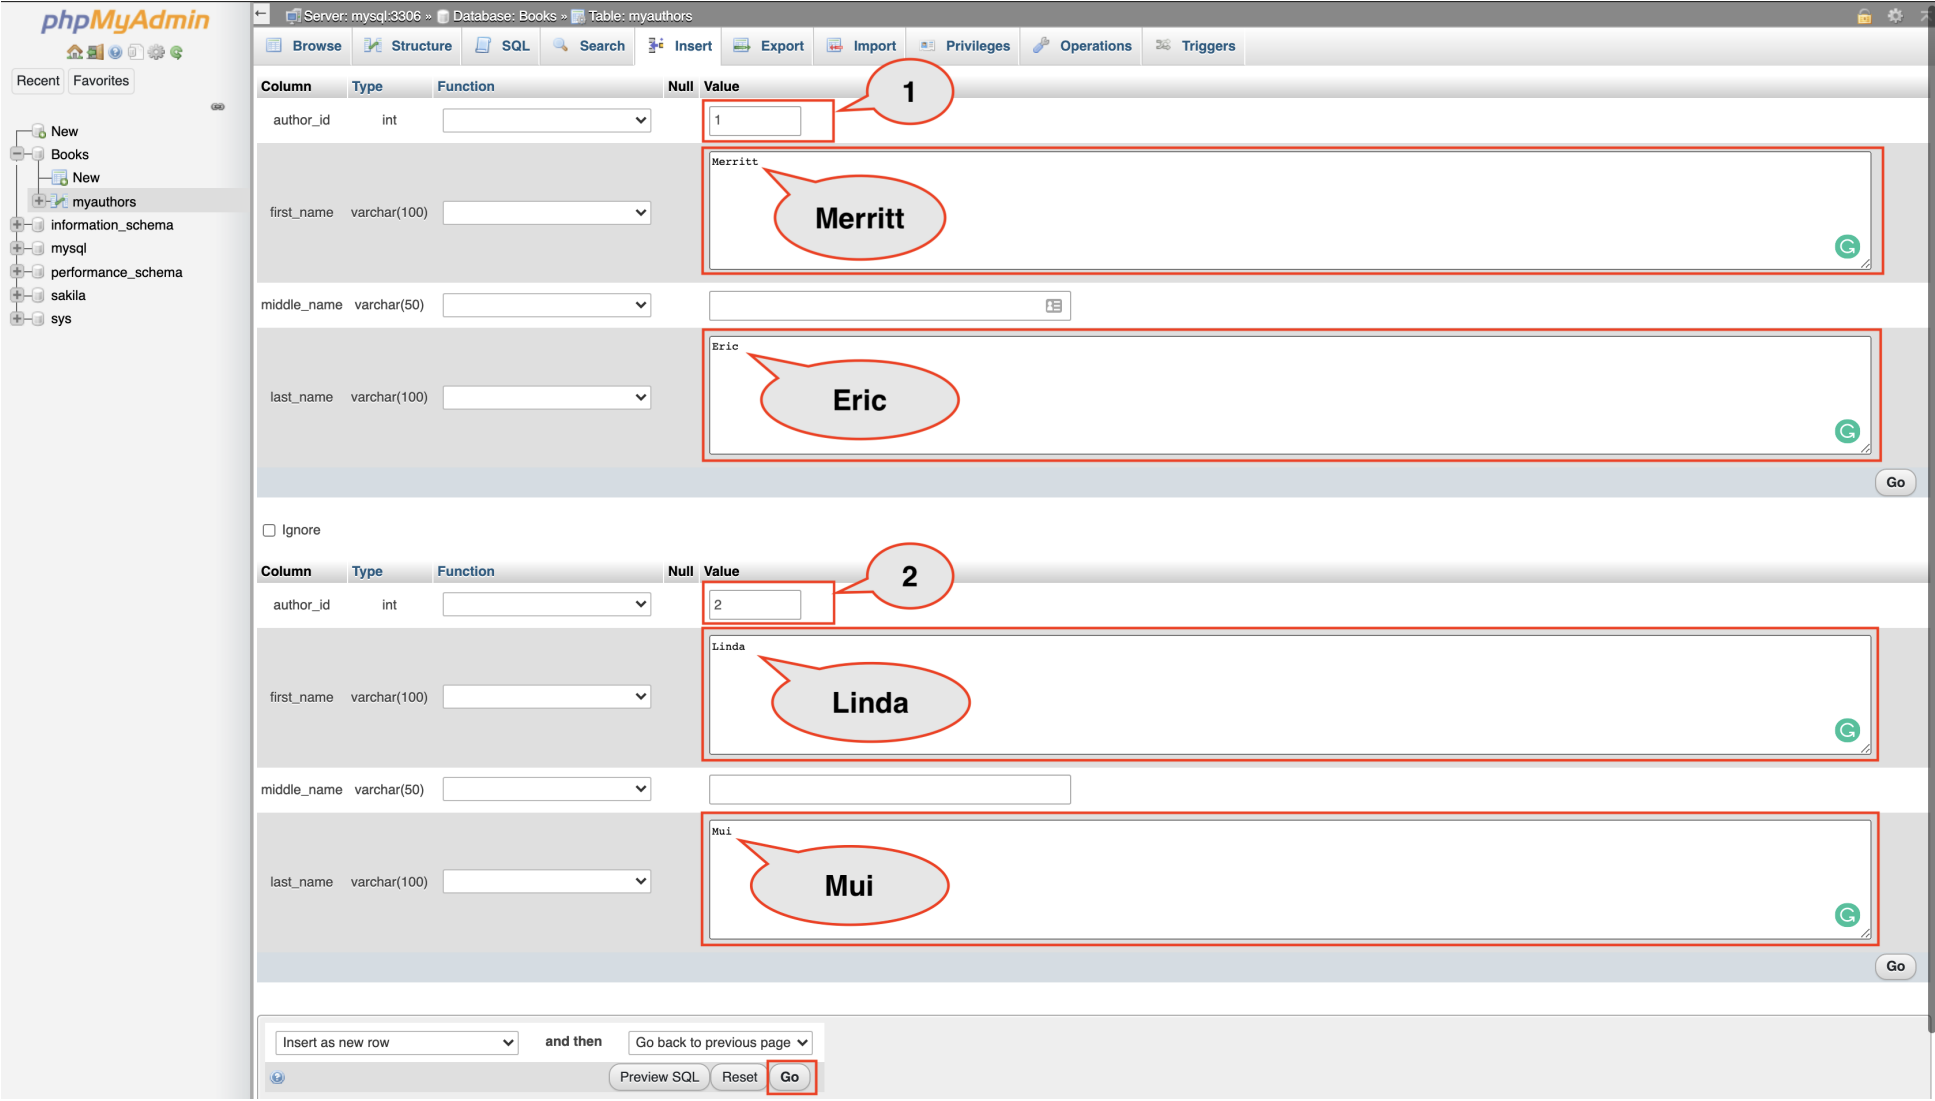 phpMyAdmin
Recent Favorites
New
Books
New
myauthors
information_schema
mysql
performance_schema
sakila
sys
Server: mysql:3306 » Database: Books » Table: myauthors
Browse Structure SQL Search Insert Export Import Privileges Operations Triggers
Column Type Function Null Value
author_id int 1
1
first_name varchar(100) Merritt
Merritt
middle_name varchar(50)
last_name varchar(100) Eric
Eric
Go
Ignore
Column Type Function Null Value
author_id int 2
2
first_name varchar(100) Linda
Linda
middle_name varchar(50)
last_name varchar(100) Mui
Mui
Go
Insert as new row and then Go back to previous page
Preview SQL Reset Go